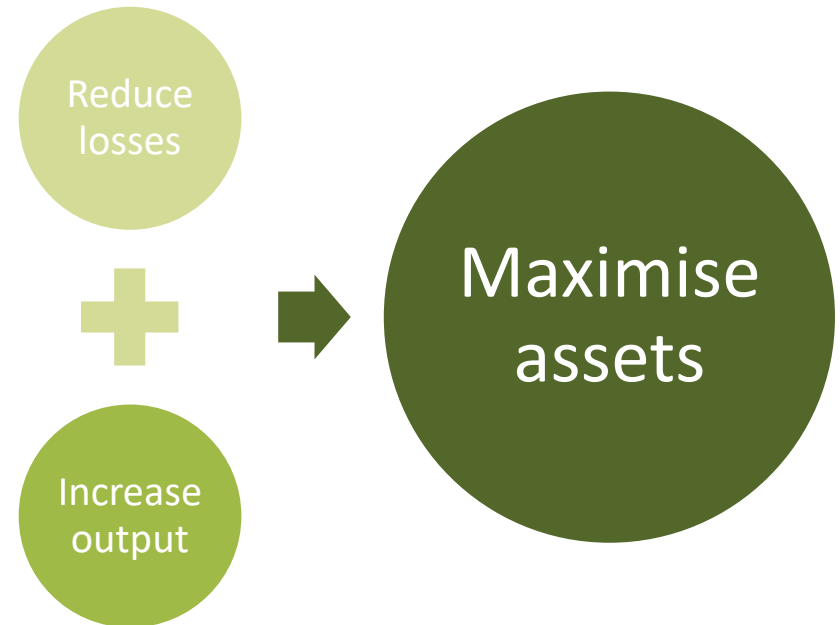 Reduce
losses
Increase
output
Maximise
assets